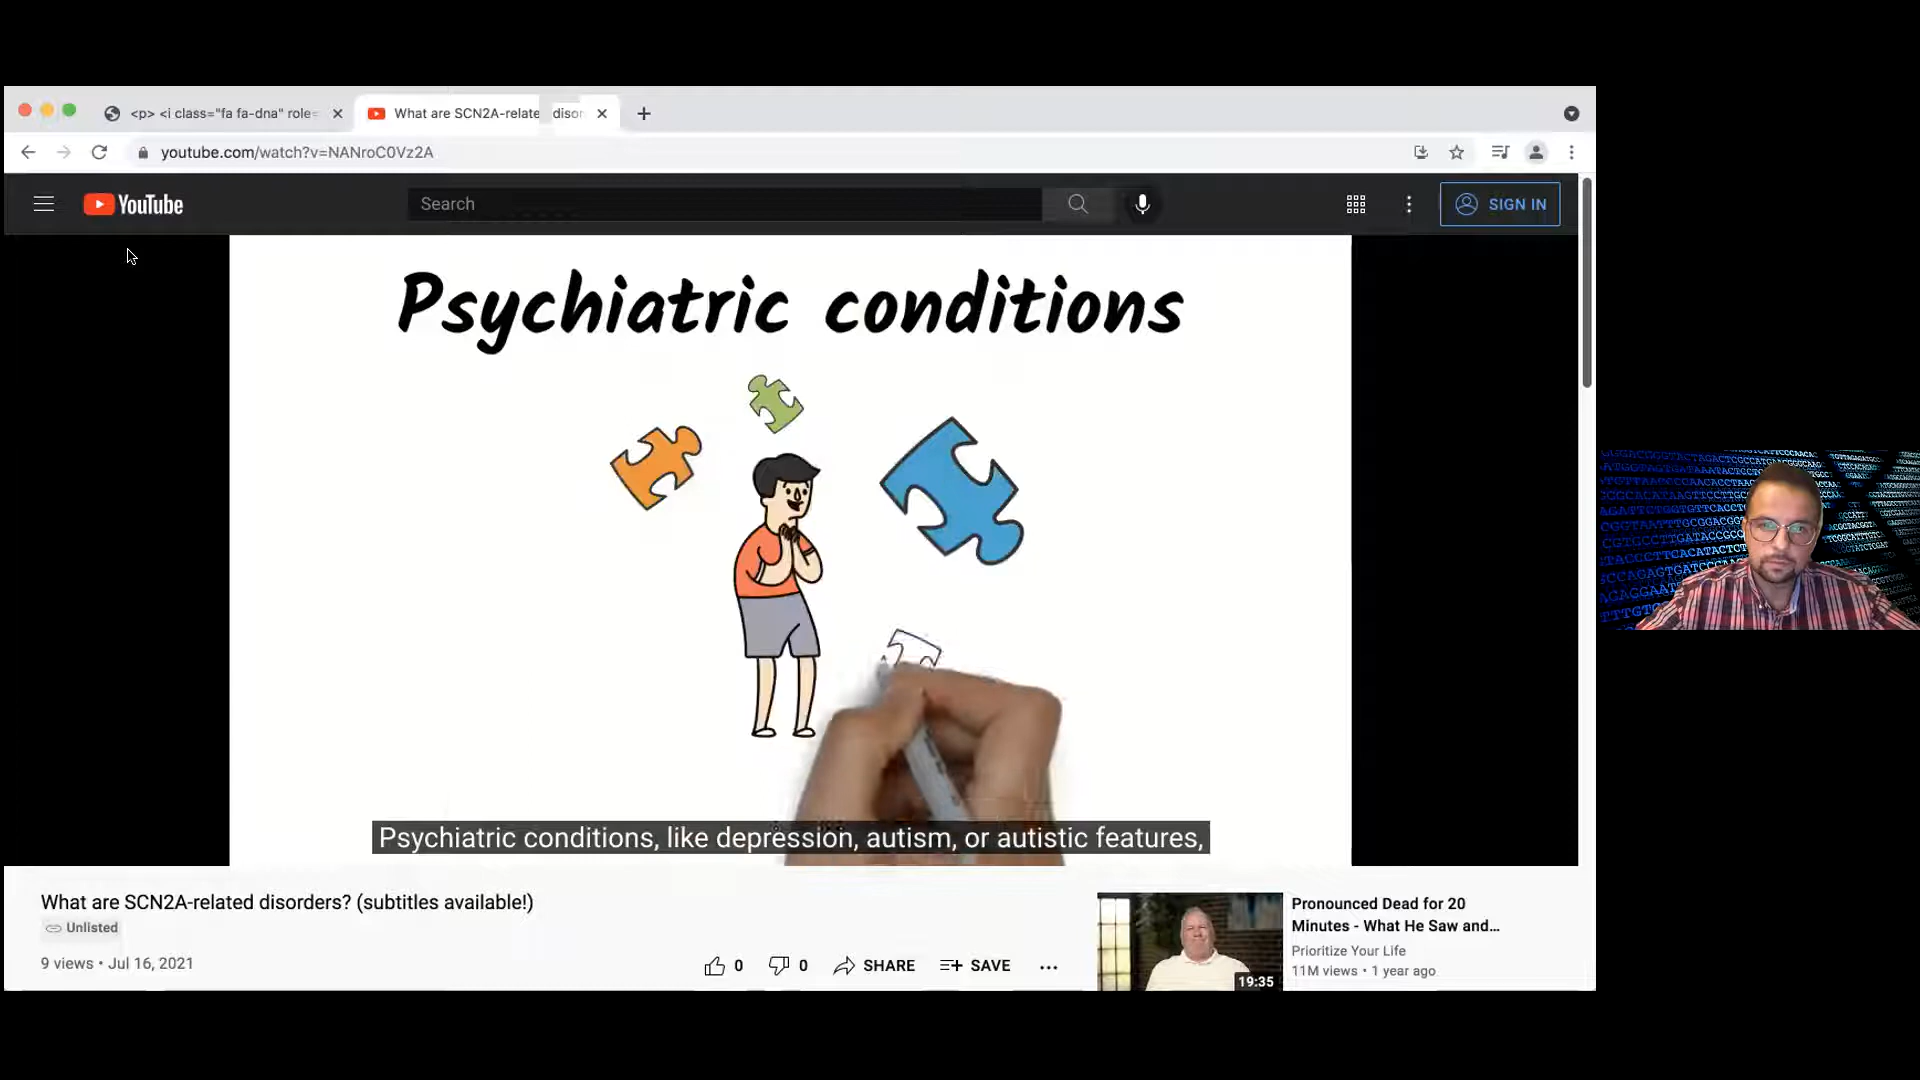 <p> <i class="fa fa-dna" role=
What are SCN2A-relate disor
youtube.com/watch?v=NANroC0Vz2A
YouTube
Search
SIGN IN
Psychiatric conditions
Psychiatric conditions, like depression, autism, or autistic features,
What are SCN2A-related disorders? (subtitles available!)
Unlisted
9 views • Jul 16, 2021
0
0
SHARE
SAVE
19:35
Pronounced Dead for 20
Minutes - What He Saw and...
Prioritize Your Life
11M views • 1 year ago